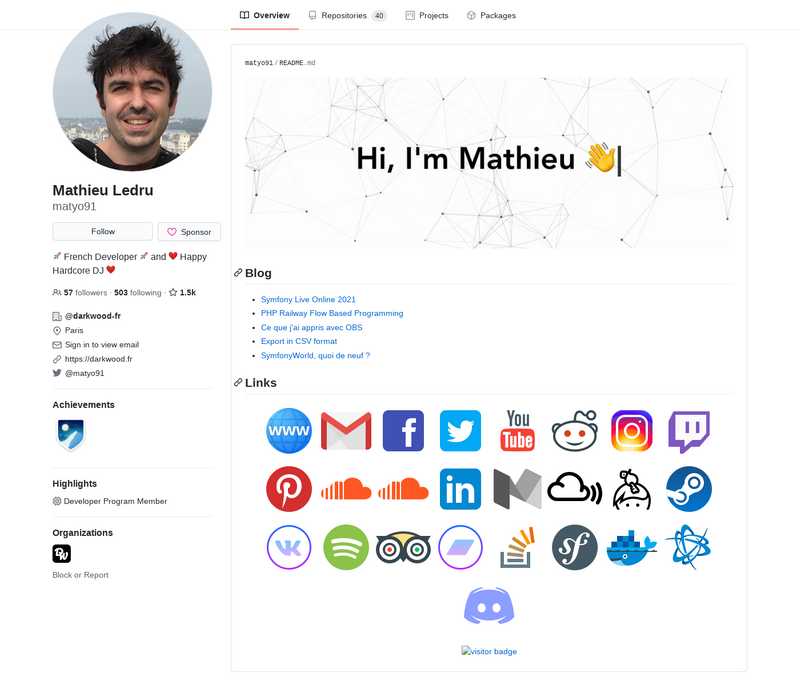 Overview
Repositories 40
Projects
Packages
Mathieu Ledru
matyo91
Follow
Sponsor
🚀 French Developer 🚀 and ❤️ Happy
Hardcore DJ ❤️
57 followers · 503 following · 1.5k
@darkwood-fr
Paris
Sign in to view email
https://darkwood.fr
@matyo91
Achievements
Highlights
Developer Program Member
Organizations
DW
Block or Report
matyo91 / README.md
Hi, I'm Mathieu 👋|
Blog
Symfony Live Online 2021
PHP Railway Flow Based Programming
Ce que j'ai appris avec OBS
Export in CSV format
SymfonyWorld, quoi de neuf ?
Links
WWW
You
Tube
in
visitor badge